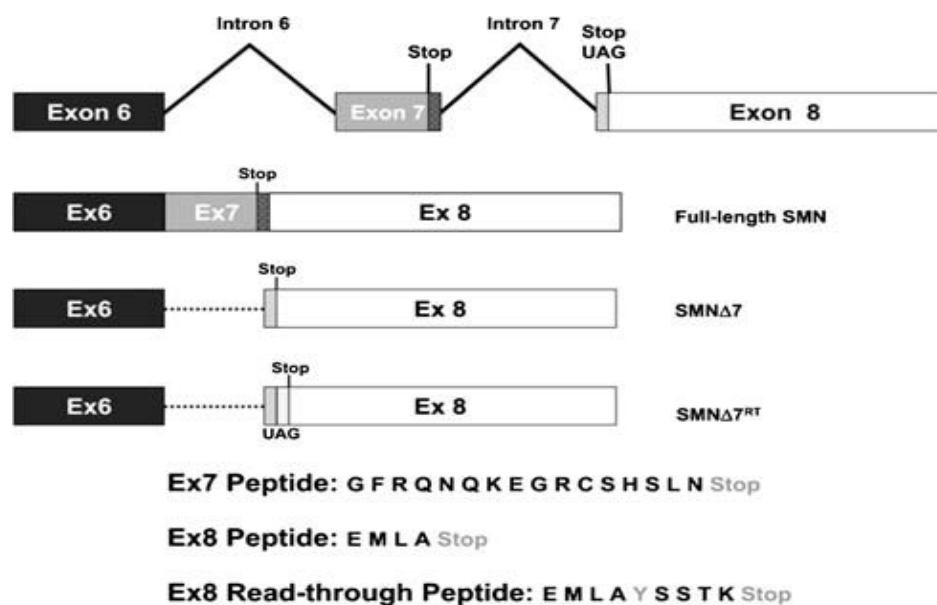 Intron 6
Intron 7
Stop
Stop
UAG
Exon 6
Exon 7
Exon 8
Stop
Ex6
Ex7
Ex 8
Full-length SMN
Stop
Ex6
Ex 8
SMNΔ7
Stop
Ex6
Ex 8
UAG
SMNΔ7ᴿᵀ
Ex7 Peptide: G F R Q N Q K E G R C S H S L N Stop
Ex8 Peptide: E M L A Stop
Ex8 Read-through Peptide: E M L A Y S S T K Stop